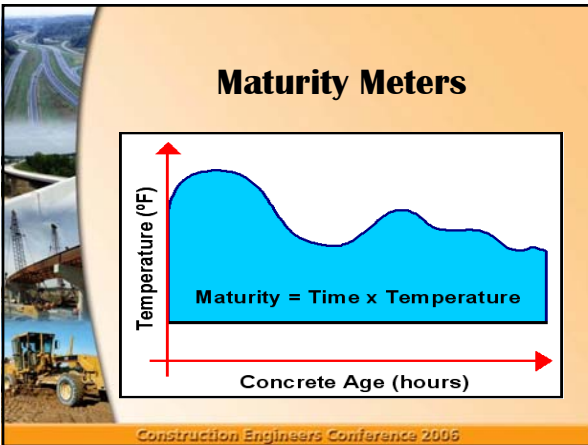 Maturity Meters
Temperature (ºF)
Maturity = Time x Temperature
Concrete Age (hours)
Construction Engineers Conference 2006